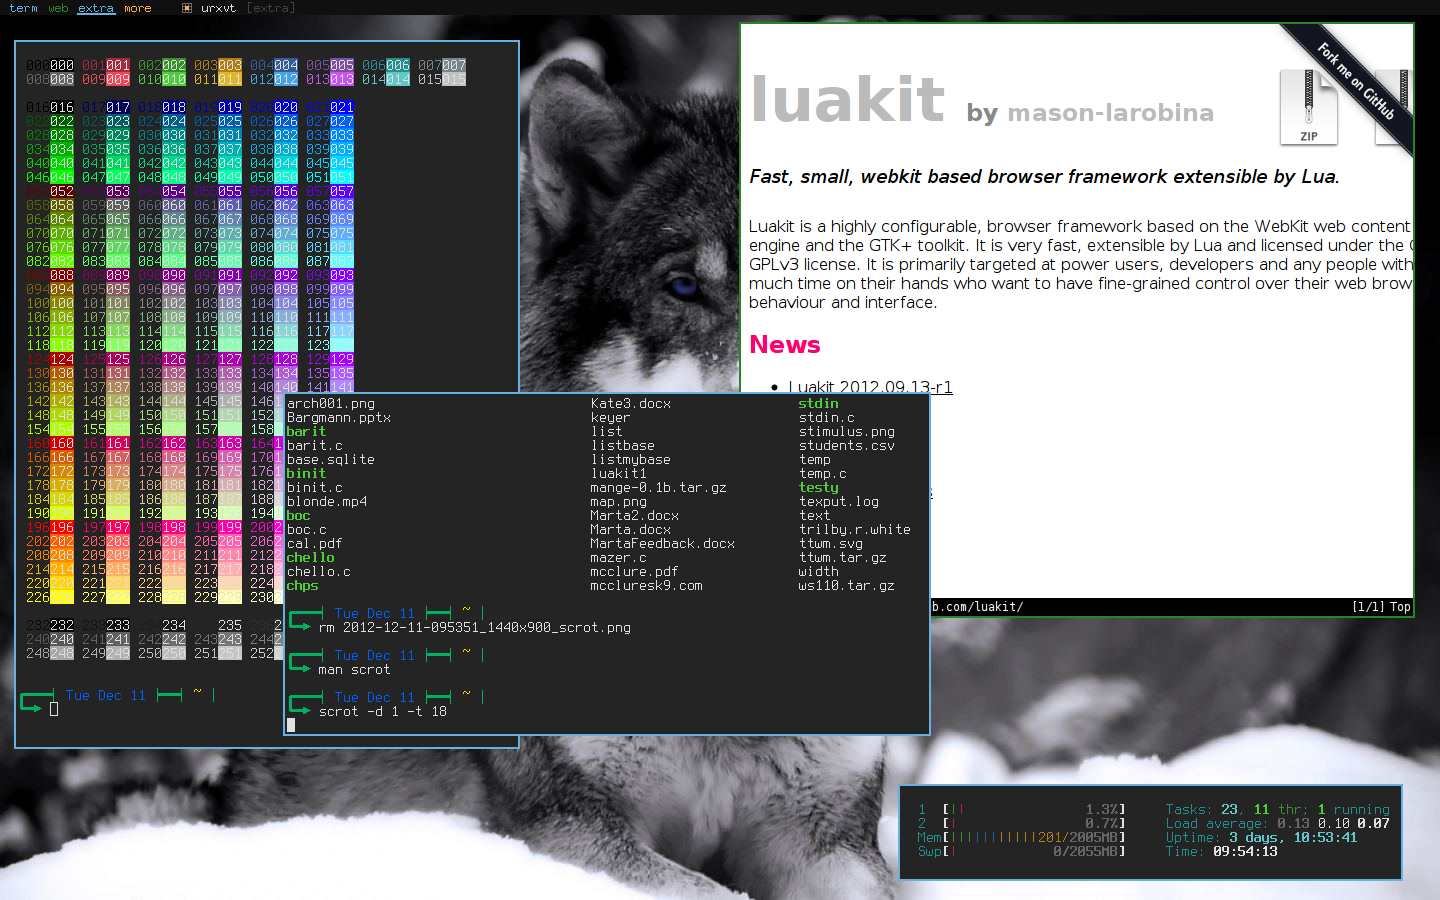 term web extra more urxvt [extra]
000000 001001 002002 003003 004004 005005 006006 007007
008008 009009 010010 011011 012012 013013 014014 015015
016016 017017 018018 019019 020020 021021
022022 023023 024024 025025 026026 027027
028028 029029 030030 031031 032032 033033
034034 035035 036036 037037 038038 039039
040040 041041 042042 043043 044044 045045
046046 047047 048048 049049 050050 051051
052052 053053 054054 055055 056056 057057
058058 059059 060060 061061 062062 063063
064064 065065 066066 067067 068068 069069
070070 071071 072072 073073 074074 075075
076076 077077 078078 079079 080080 081081
082082 083083 084084 085085 086086 087087
088088 089089 090090 091091 092092 093093
094094 095095 096096 097097 098098 099099
100100 101101 102102 103103 104104 105105
106106 107107 108108 109109 110110 111111
112112 113113 114114 115115 116116 117117
118118 119119 120120 121121 122122 123123
124124 125125 126126 127127 128128 129129
130130 131131 132132 133133 134134 135135
136136 137137 138138 139139 140140 141141
142142 143143 144144 145145 146146
148148 149149 150150 151151 152152
154154 155155 156156 157157 158158
160160 161161 162162 163163 1641
166166 167167 168168 169169 1701
172172 173173 174174 175175 1761
178178 179179 180180 181181 1821
184184 185185 186186 187187 188
190190 191191 192192 193193 194
196196 197197 198198 199199 2002
202202 203203 204204 205205 2062
208208 209209 210210 211211 2122
214214 215215 216216 217217 2182
220220 221221 222222 223223 224
226226 227227 228228 229229 230
232232 233 234 235 2
240240 241241 242242 243243 2442
248248 249249 250250 251251 252
Tue Dec 11 ~ |
luakit by mason-larobina
ZIP
Fork me on GitHub
Fast, small, webkit based browser framework extensible by Lua.
Luakit is a highly configurable, browser framework based on the WebKit web content
engine and the GTK+ toolkit. It is very fast, extensible by Lua and licensed under the
GPLv3 license. It is primarily targeted at power users, developers and any people with
much time on their hands who want to have fine-grained control over their web brow
behaviour and interface.
News
• Luakit 2012.09.13-r1
b.com/luakit/ [1/1] Top
arch001.png Kate3.docx stdin
Bargmann.pptx keyer stdin.c
barit list stimulus.png
barit.c listbase students.csv
base.sqlite listmybase temp
binit luakit1 temp.c
binit.c mange-0.1b.tar.gz testy
blonde.mp4 map.png texput.log
boc Marta2.docx text
boc.c Marta.docx trilby.r.white
cal.pdf MartaFeedback.docx ttwm.svg
chello mazer.c ttwm.tar.gz
chello.c mcclure.pdf width
chps mccluresk9.com ws110.tar.gz
Tue Dec 11 ~ |
rm 2012-12-11-095351_1440x900_scrot.png
Tue Dec 11 ~ |
man scrot
Tue Dec 11 ~ |
scrot -d 1 -t 18
1 [|| 1.3%] Tasks: 23, 11 thr; 1 running
2 [| 0.7%] Load average: 0.13 0.10 0.07
Mem[|||||||||||201/2005MB] Uptime: 3 days, 10:53:41
Swp[| 0/2055MB] Time: 09:54:13